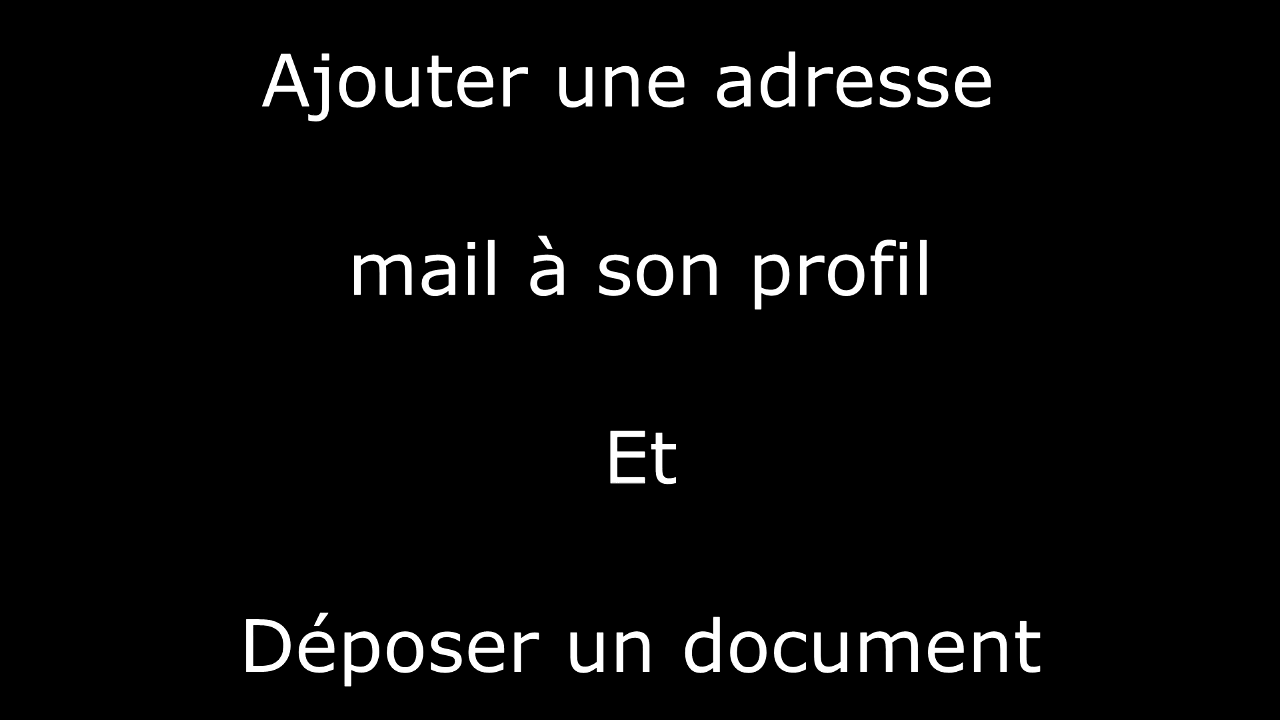 Ajouter une adresse
mail à son profil
Et
Déposer un document